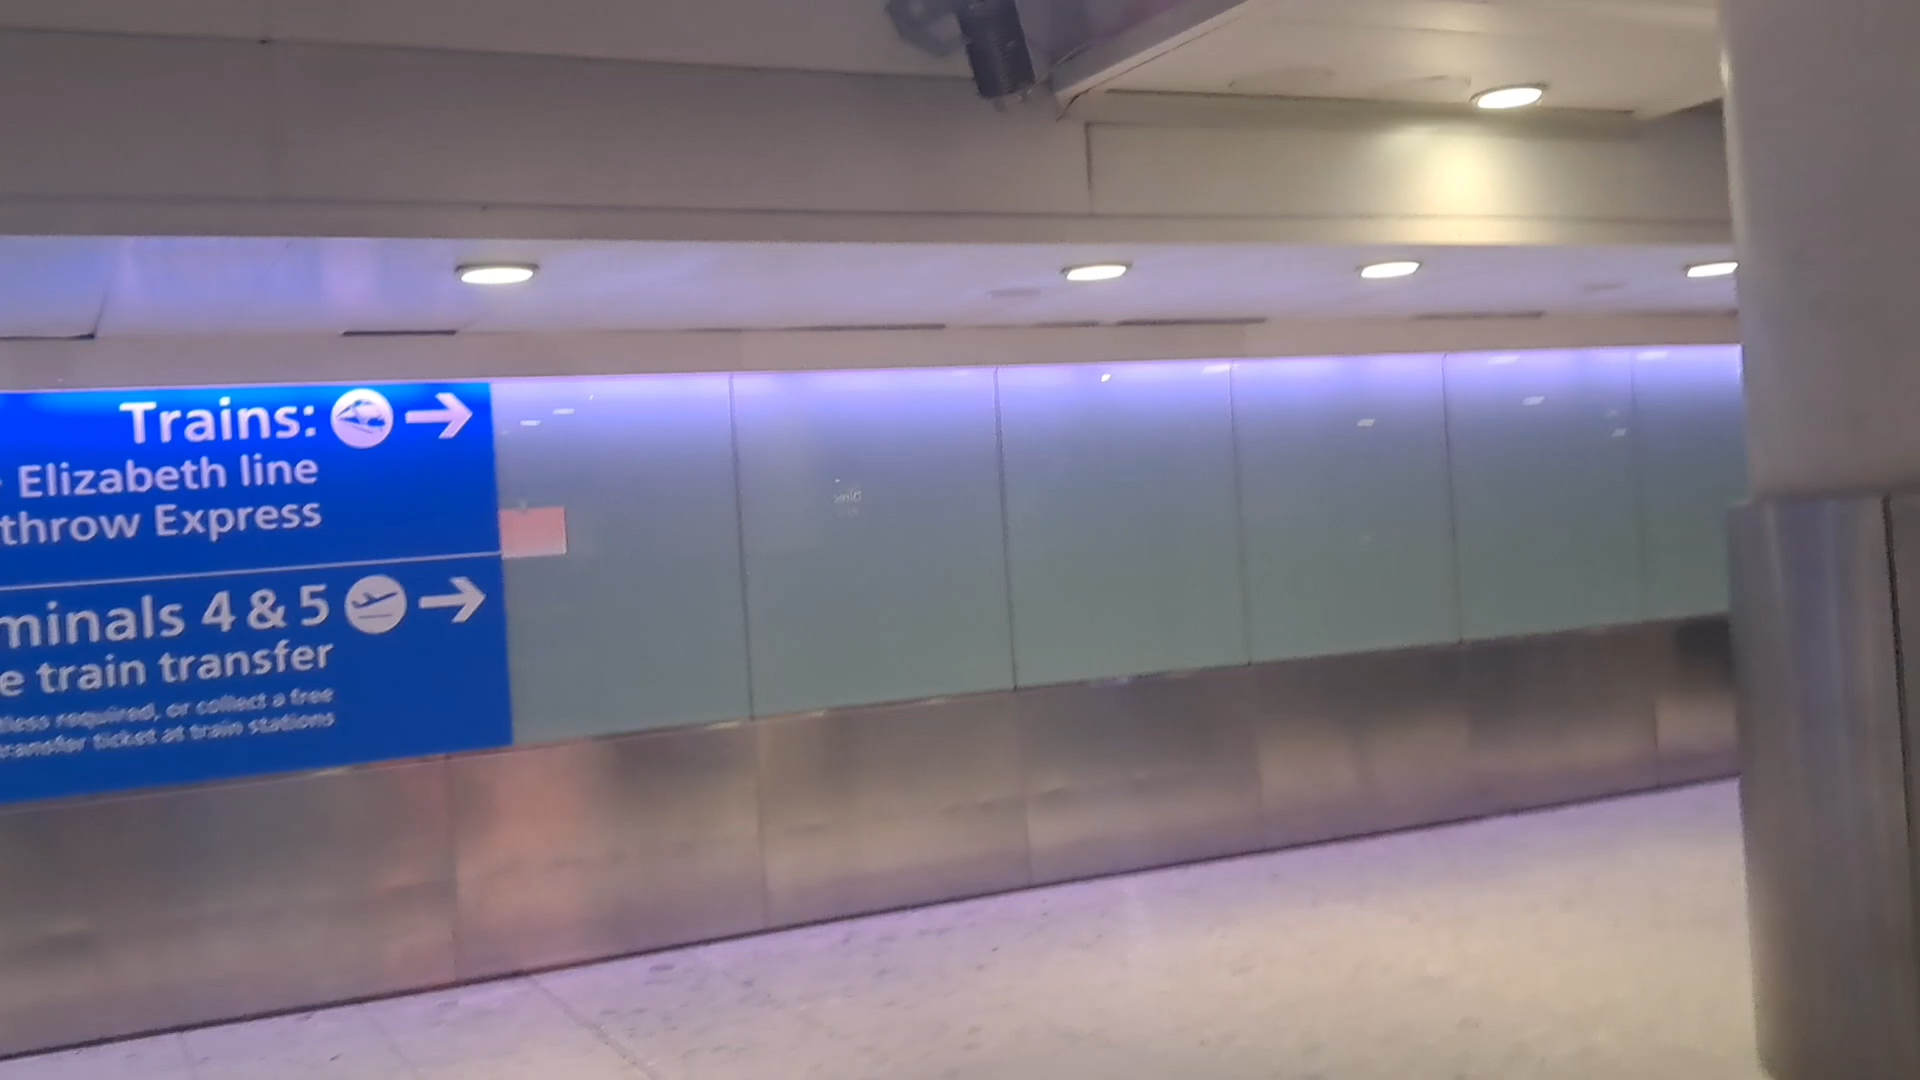 Trains:
Elizabeth line
throw Express
minals 4 & 5
e train transfer
less required, or collect a free
transfer ticket at train stations